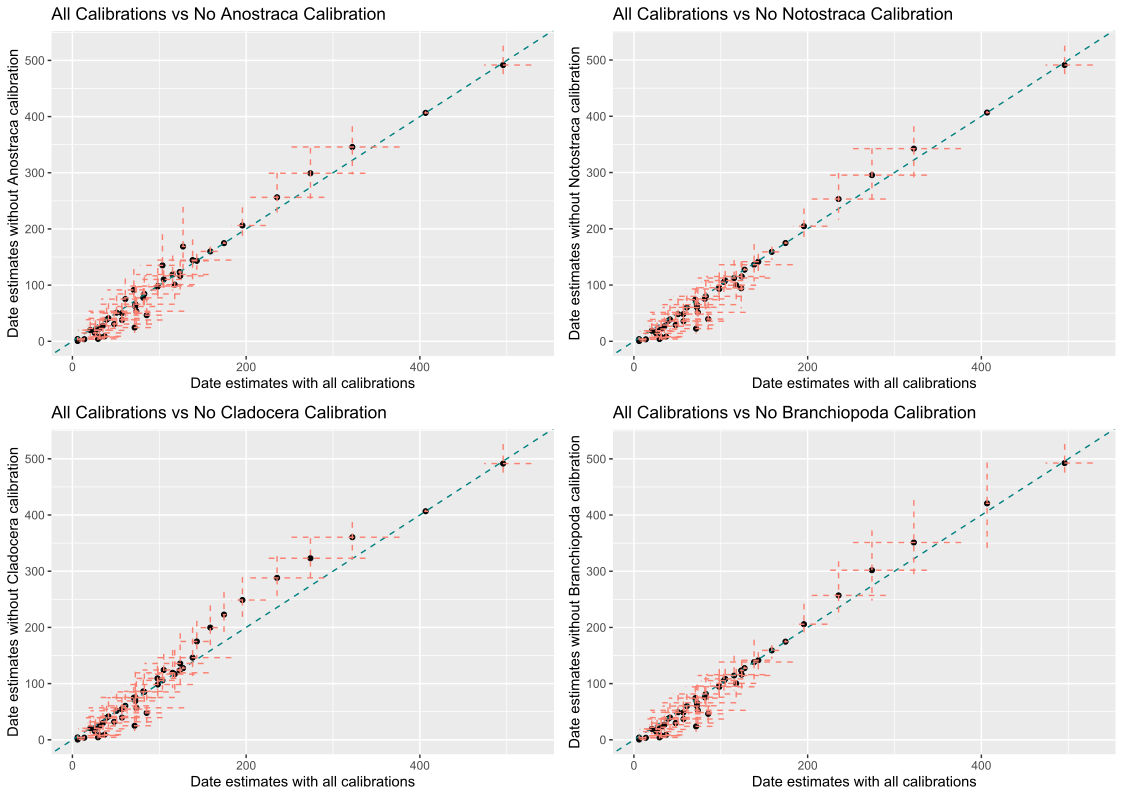 All Calibrations vs No Anostraca Calibration
Date estimates without Anostraca calibration
500
400
300
200
100
0
0 200 400
Date estimates with all calibrations
All Calibrations vs No Notostraca Calibration
Date estimates without Notostraca calibration
500
400
300
200
100
0
0 200 400
Date estimates with all calibrations
All Calibrations vs No Cladocera Calibration
Date estimates without Cladocera calibration
500
400
300
200
100
0
0 200 400
Date estimates with all calibrations
All Calibrations vs No Branchiopoda Calibration
Date estimates without Branchiopoda calibration
500
400
300
200
100
0
0 200 400
Date estimates with all calibrations